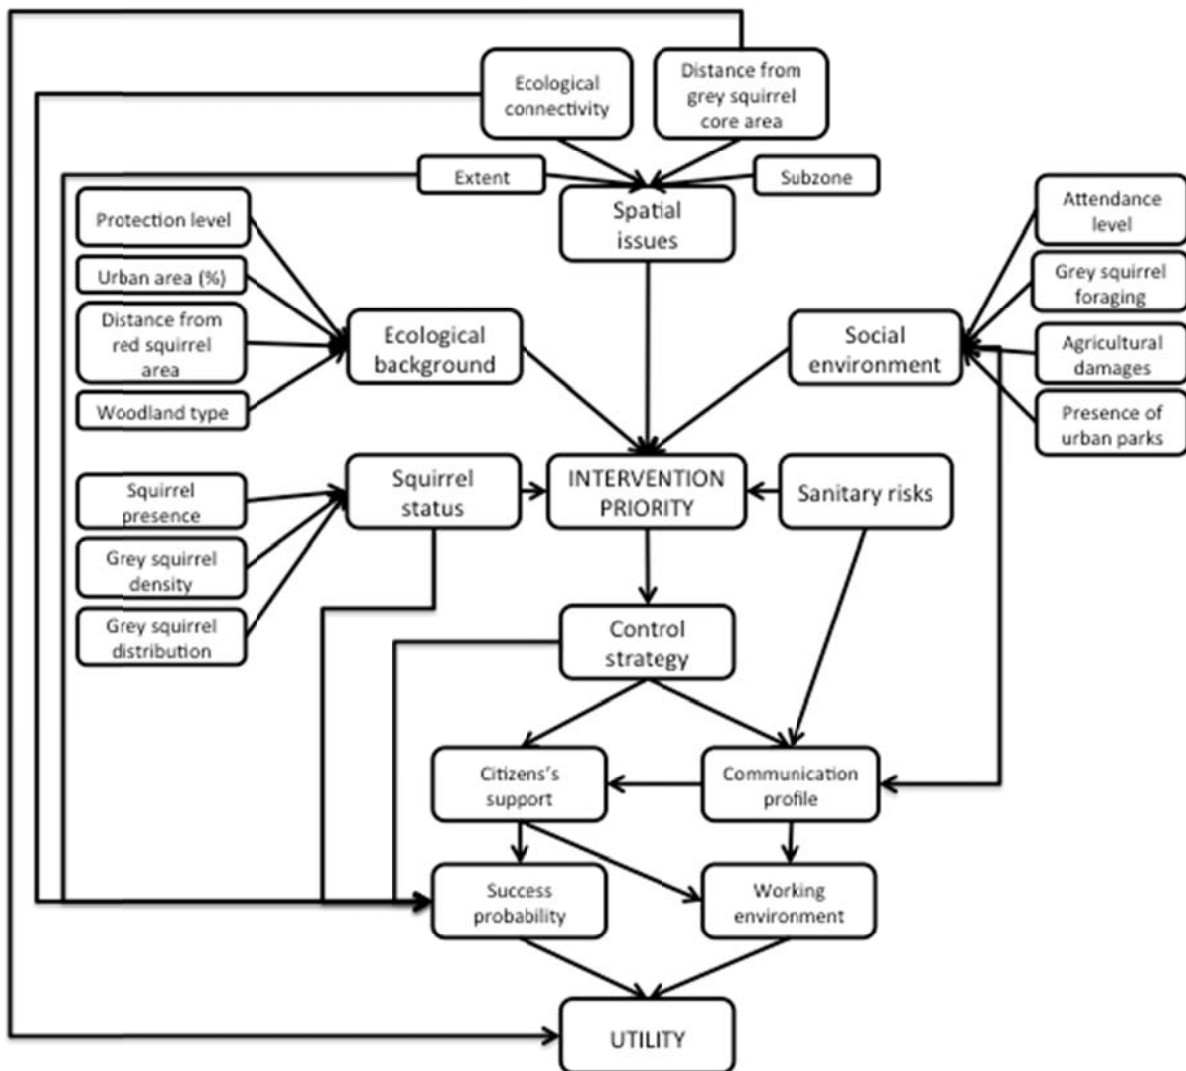 Ecological
connectivity
Distance from
grey squirrel
core area
Extent
Subzone
Spatial
issues
Protection level
Urban area (%)
Distance from
red squirrel
area
Woodland type
Ecological
background
Social
environment
Attendance
level
Grey squirrel
foraging
Agricultural
damages
Presence of
urban parks
Squirrel
presence
Grey squirrel
density
Grey squirrel
distribution
Squirrel
status
INTERVENTION
PRIORITY
Sanitary risks
Control
strategy
Citizens's
support
Communication
profile
Success
probability
Working
environment
UTILITY